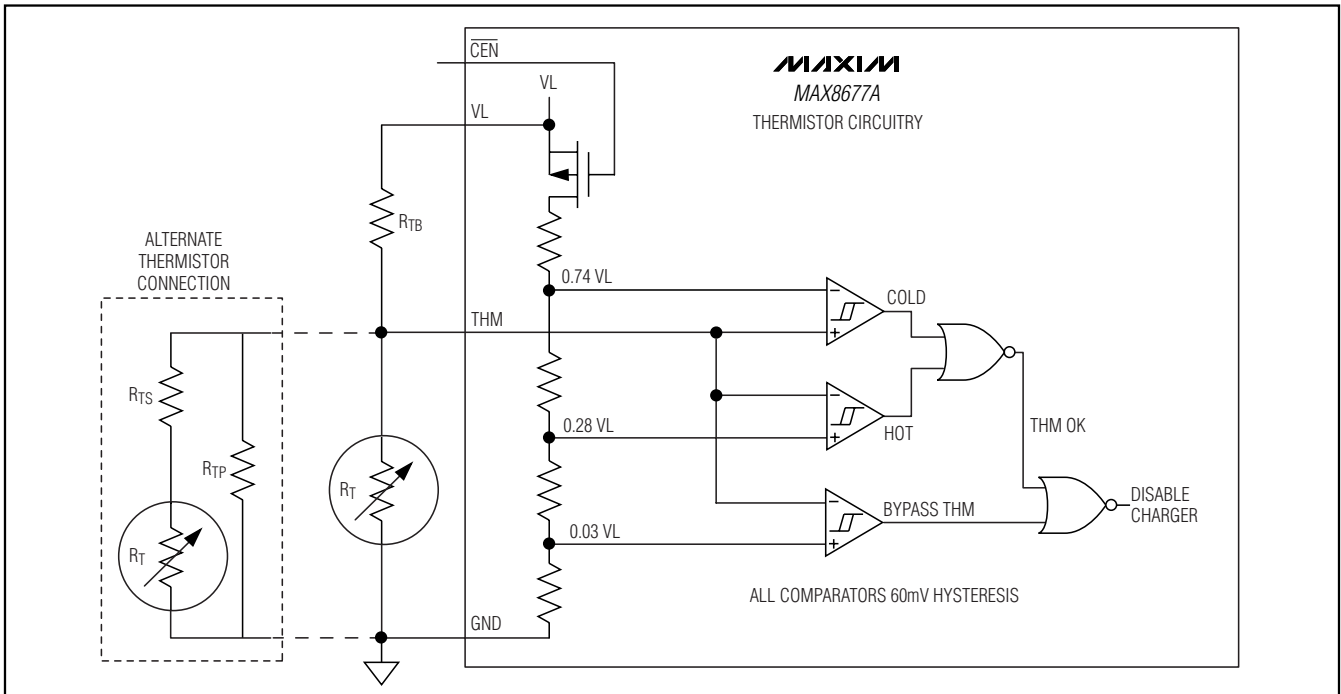 CEN
MAXIM
MAX8677A
THERMISTOR CIRCUITRY
VL
VL
RTB
ALTERNATE
THERMISTOR
CONNECTION
0.74 VL
COLD
THM
RTS
0.28 VL
HOT
THM OK
RTP
RT
BYPASS THM
DISABLE
CHARGER
0.03 VL
RT
ALL COMPARATORS 60mV HYSTERESIS
GND